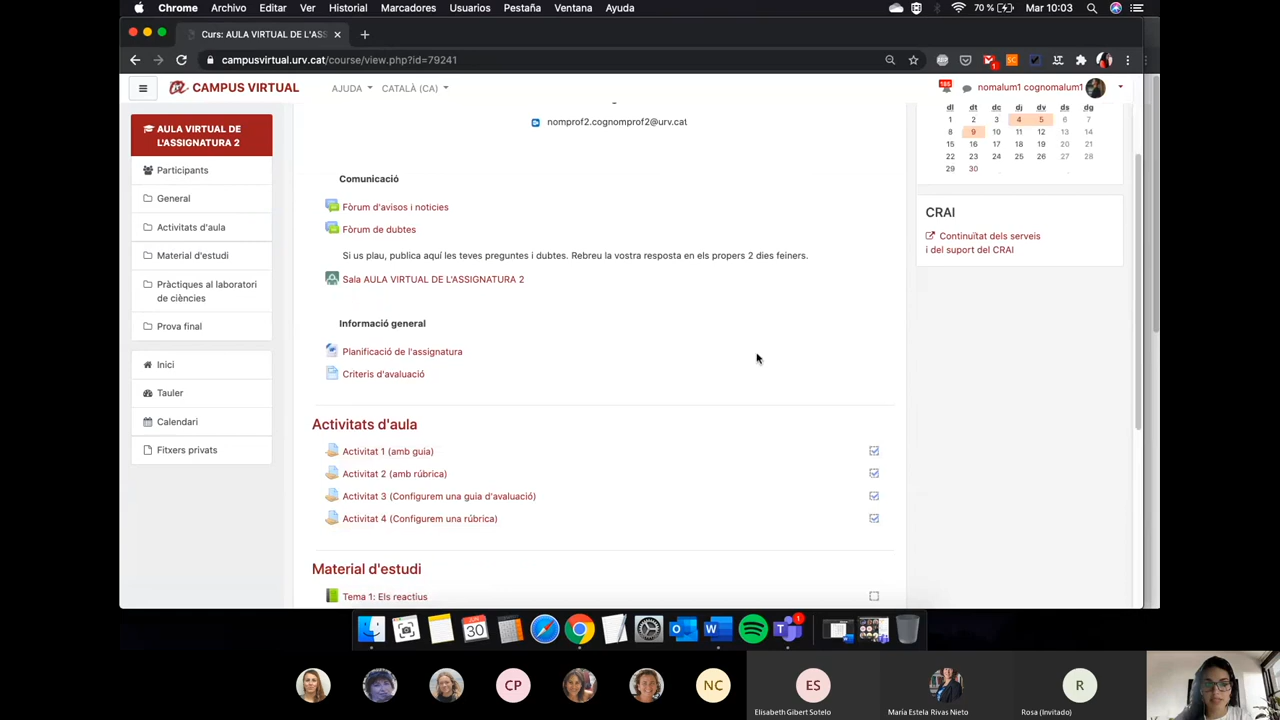 Chrome Archivo Editar Ver Historial Marcadores Usuarios Pestaña Ventana Ayuda 70 % Mar 10:03
Curs: AULA VIRTUAL DE L'ASS
campusvirtual.urv.cat/course/view.php?id=79241
CAMPUS VIRTUAL AJUDA CATALÀ (CA) 185 nomalum1 cognomalum1
AULA VIRTUAL DE
L'ASSIGNATURA 2
Participants
General
Activitats d'aula
Material d'estudi
Pràctiques al laboratori
de ciències
Prova final
Inici
Tauler
Calendari
Fitxers privats
nomprof2.cognomprof2@urv.cat
Comunicació
Fòrum d'avisos i noticies
Fòrum de dubtes
Si us plau, publica aquí les teves preguntes i dubtes. Rebreu la vostra resposta en els propers 2 dies feiners.
Sala AULA VIRTUAL DE L'ASSIGNATURA 2
Informació general
Planificació de l'assignatura
Criteris d'avaluació
Activitats d'aula
Activitat 1 (amb guia)
Activitat 2 (amb rúbrica)
Activitat 3 (Configurem una guia d'avaluació)
Activitat 4 (Configurem una rúbrica)
Material d'estudi
Tema 1: Els reactius
dl dt dc dj dv ds dg
1 2 3 4 5 6 7
8 9 10 11 12 13 14
15 16 17 18 19 20 21
22 23 24 25 26 27 28
29 30
CRAI
Continuïtat dels serveis
i del suport del CRAI
30
1
CP
NC
ES
R
Elisabeth Gibert Sotelo
María Estela Rivas Nieto
Rosa (Invitado)